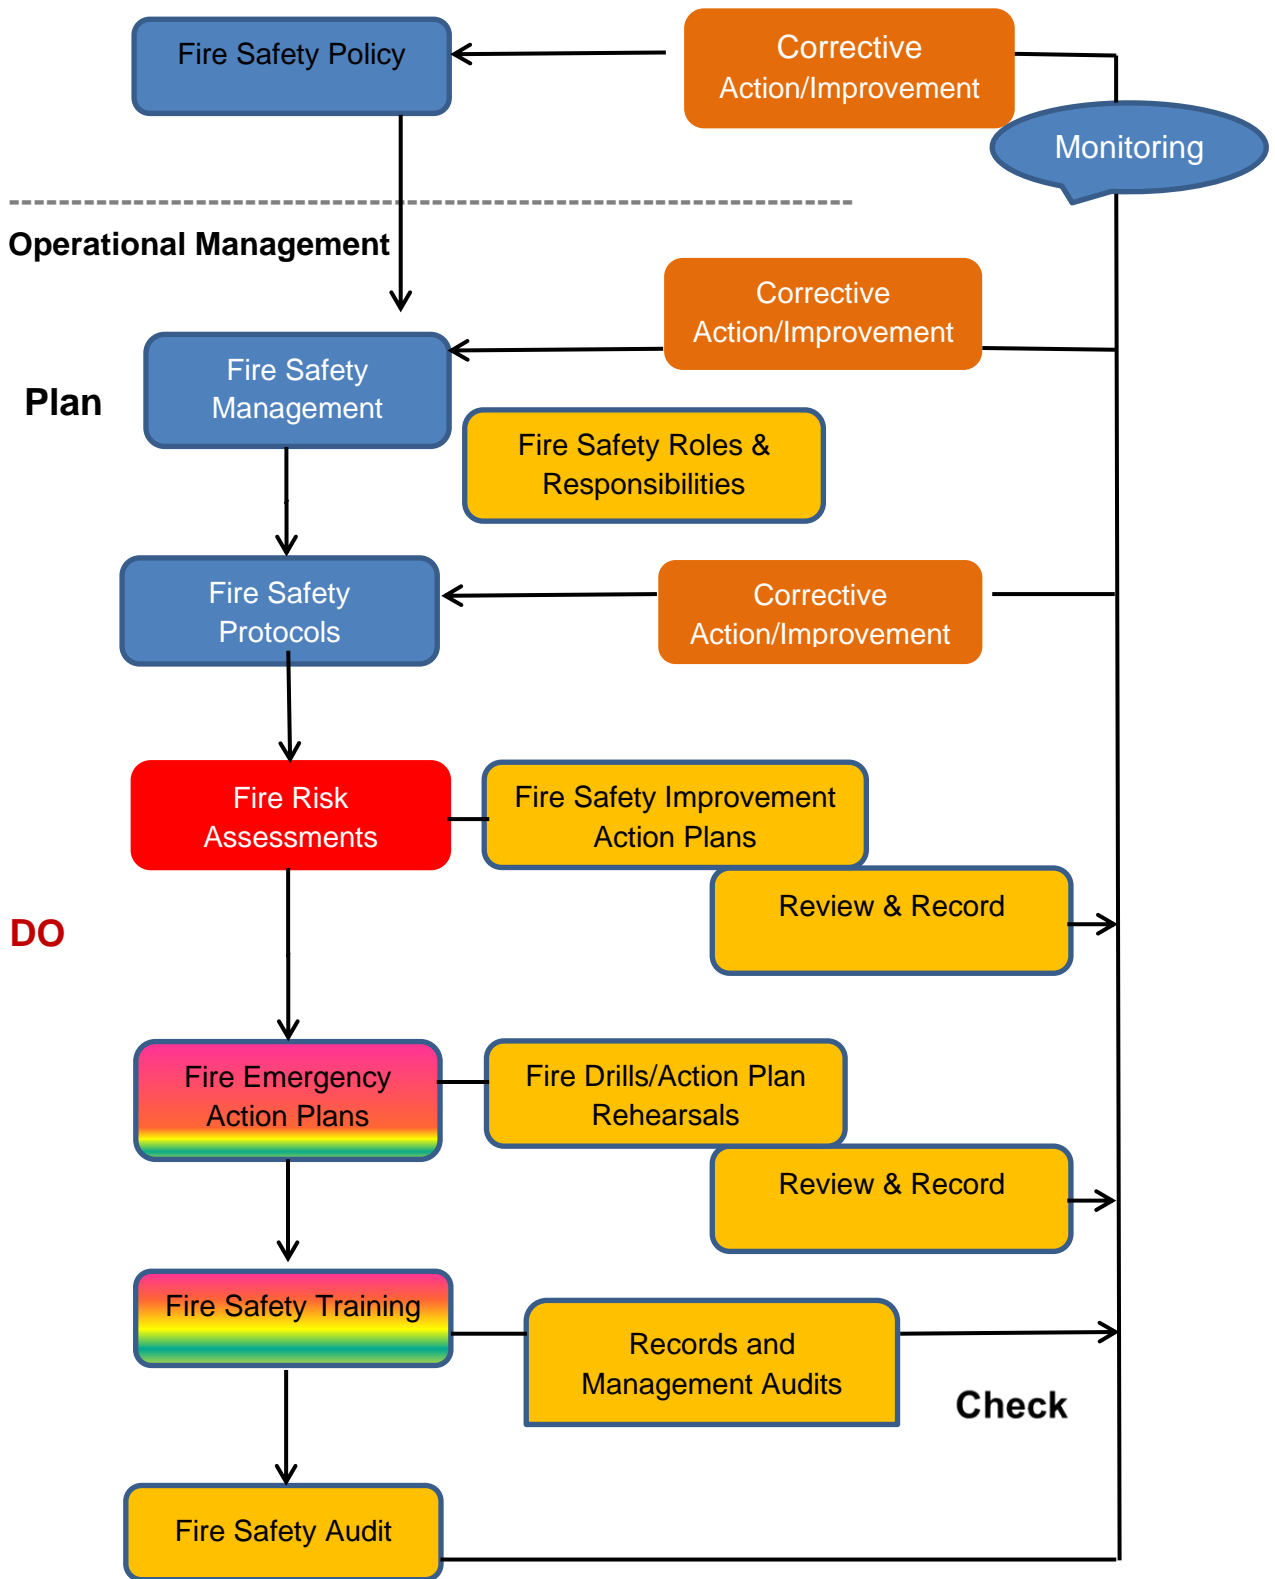 Fire Safety Policy
Corrective
Action/Improvement
Monitoring
Operational Management
Corrective
Action/Improvement
Fire Safety
Management
Plan
Fire Safety Roles &
Responsibilities
Fire Safety
Protocols
Corrective
Action/Improvement
Fire Risk
Assessments
Fire Safety Improvement
Action Plans
Review & Record
DO
Fire Emergency
Action Plans
Fire Drills/Action Plan
Rehearsals
Review & Record
Fire Safety Training
Records and
Management Audits
Check
Fire Safety Audit